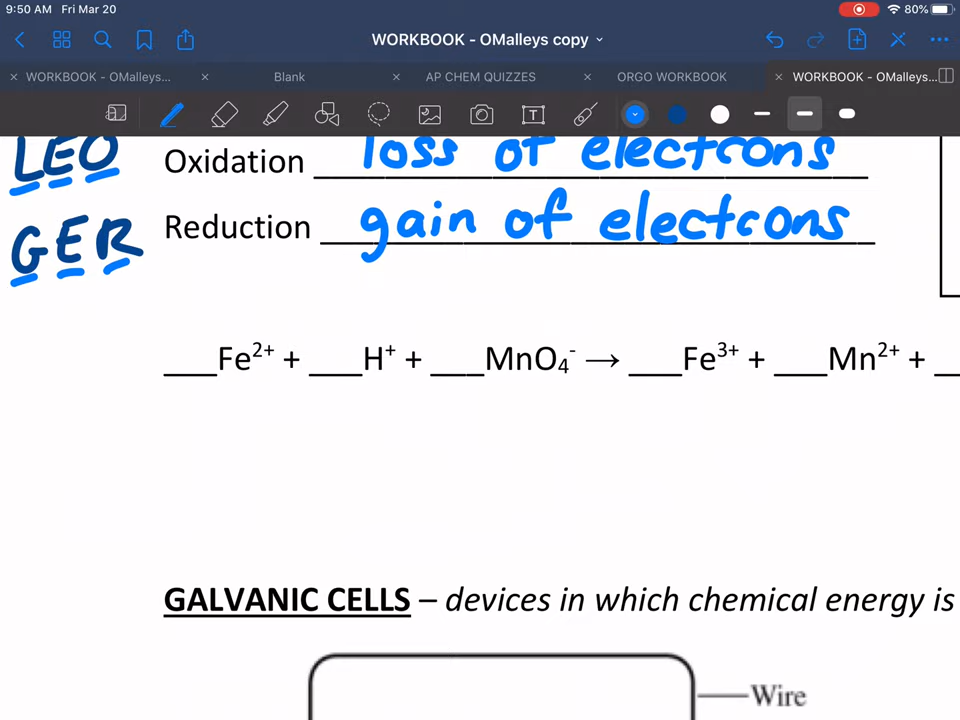 9:50 AM Fri Mar 20 80%
WORKBOOK - OMalleys copy
WORKBOOK - OMalleys... Blank AP CHEM QUIZZES ORGO WORKBOOK WORKBOOK - OMalleys...
LEO Oxidation loss of electrons
GER Reduction gain of electrons
___Fe²⁺ + ___H⁺ + ___MnO₄⁻ → ___Fe³⁺ + ___Mn²⁺ + __
GALVANIC CELLS – devices in which chemical energy is
Wire